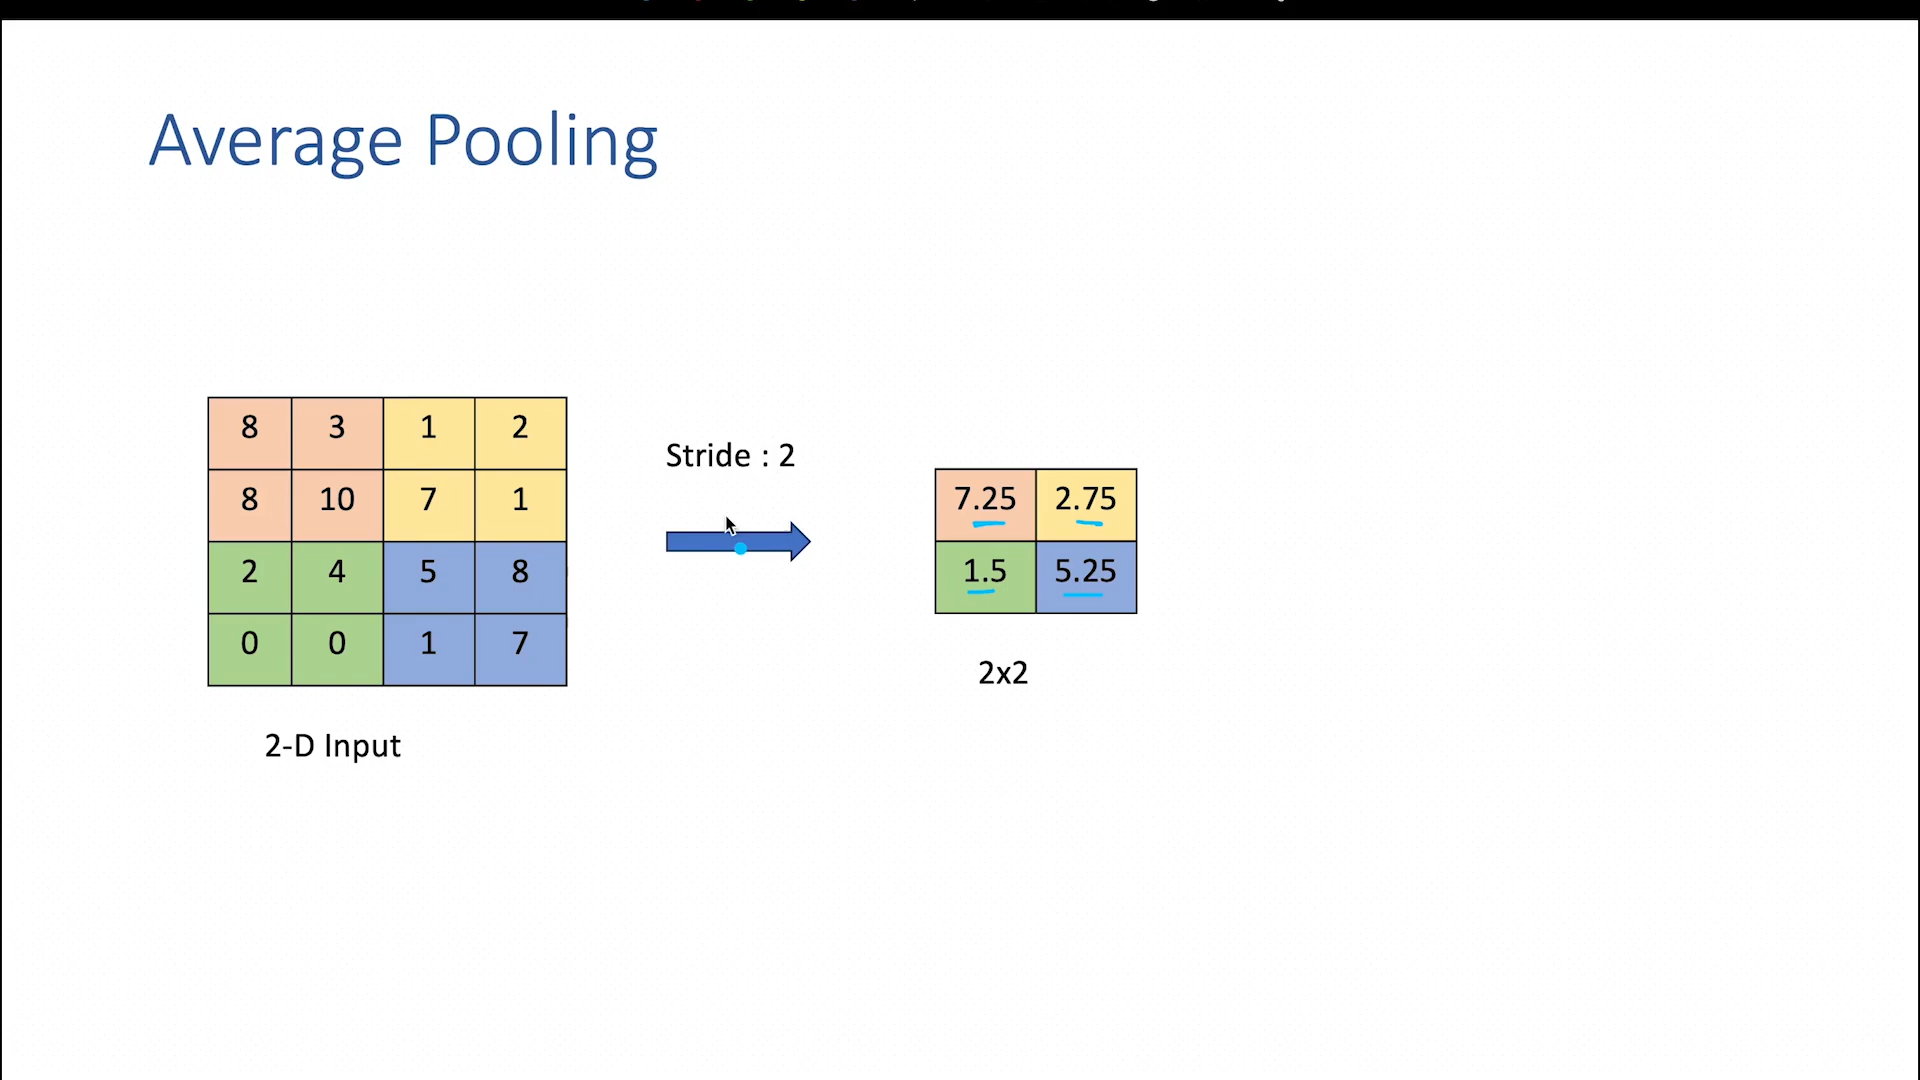 Average Pooling
8 3 1 2
8 10 7 1
2 4 5 8
0 0 1 7
2-D Input
Stride : 2
7.25 2.75
1.5 5.25
2x2